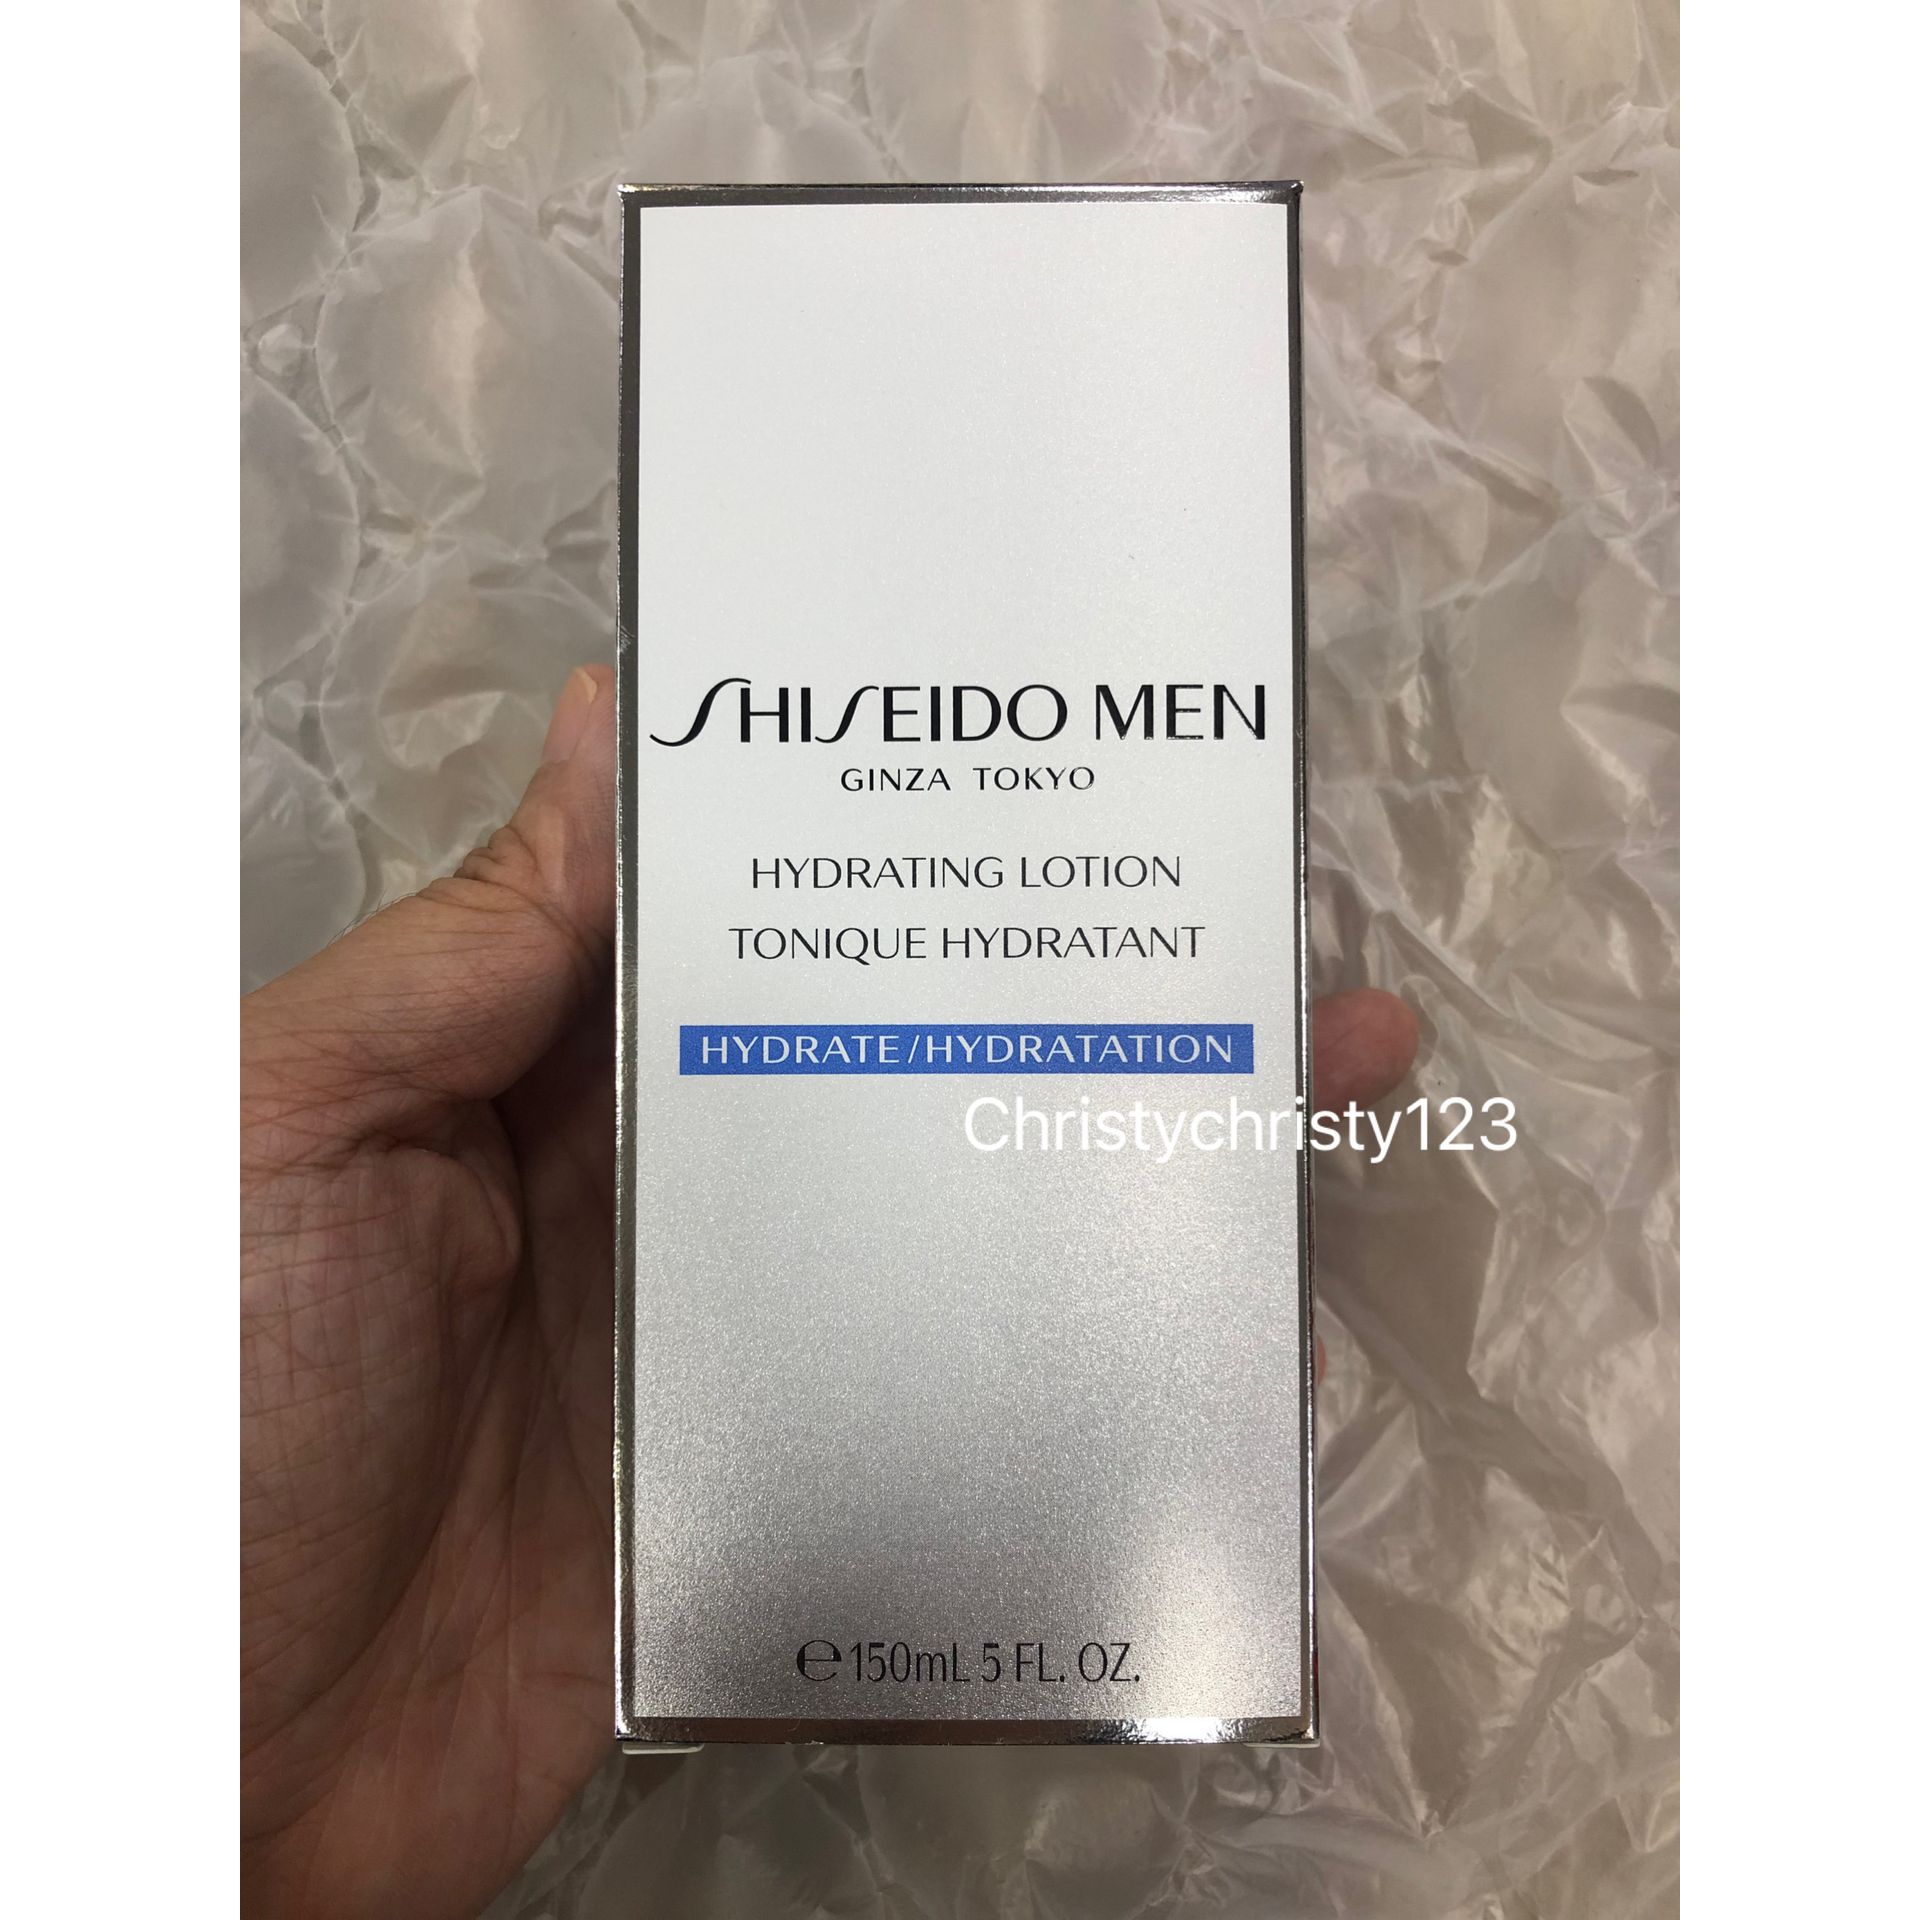 SHISEIDO MEN
GINZA TOKYO
HYDRATING LOTION
TONIQUE HYDRATANT
HYDRATE/HYDRATATION
Christychristy123
℮150mL 5 FL. OZ.